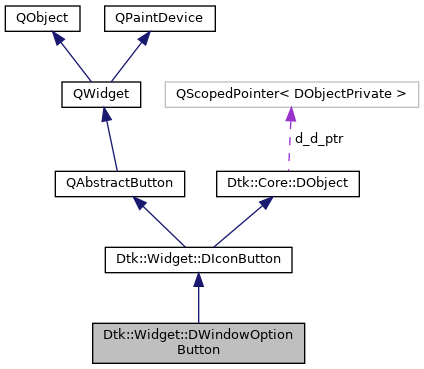 QObject
QPaintDevice
QWidget
QScopedPointer< DObjectPrivate >
d_d_ptr
QAbstractButton
Dtk::Core::DObject
Dtk::Widget::DIconButton
Dtk::Widget::DWindowOption
Button